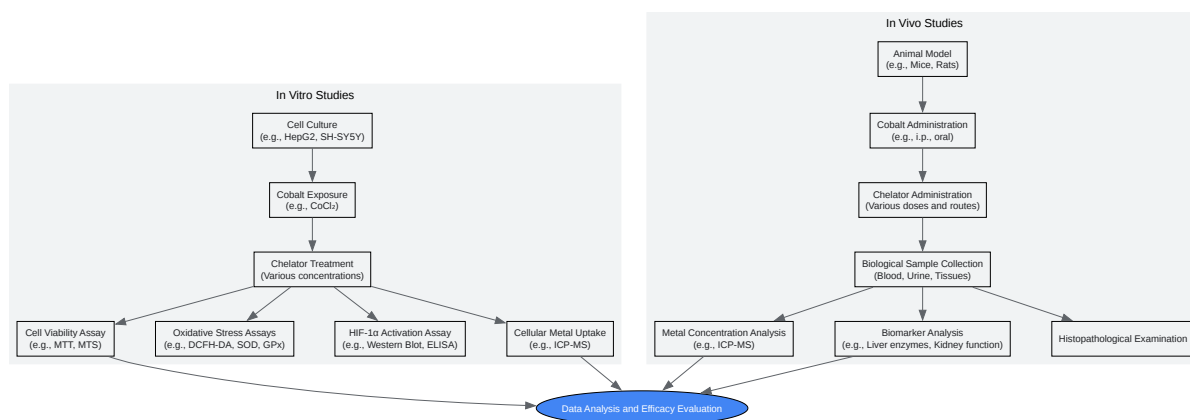 In Vitro Studies
Cell Culture
(e.g., HepG2, SH-SY5Y)
Cobalt Exposure
(e.g., CoCl₂)
Chelator Treatment
(Various concentrations)
Cell Viability Assay
(e.g., MTT, MTS)
Oxidative Stress Assays
(e.g., DCFH-DA, SOD, GPx)
HIF-1α Activation Assay
(e.g., Western Blot, ELISA)
Cellular Metal Uptake
(e.g., ICP-MS)
In Vivo Studies
Animal Model
(e.g., Mice, Rats)
Cobalt Administration
(e.g., i.p., oral)
Chelator Administration
(Various doses and routes)
Biological Sample Collection
(Blood, Urine, Tissues)
Metal Concentration Analysis
(e.g., ICP-MS)
Biomarker Analysis
(e.g., Liver enzymes, Kidney function)
Histopathological Examination
Data Analysis and Efficacy Evaluation